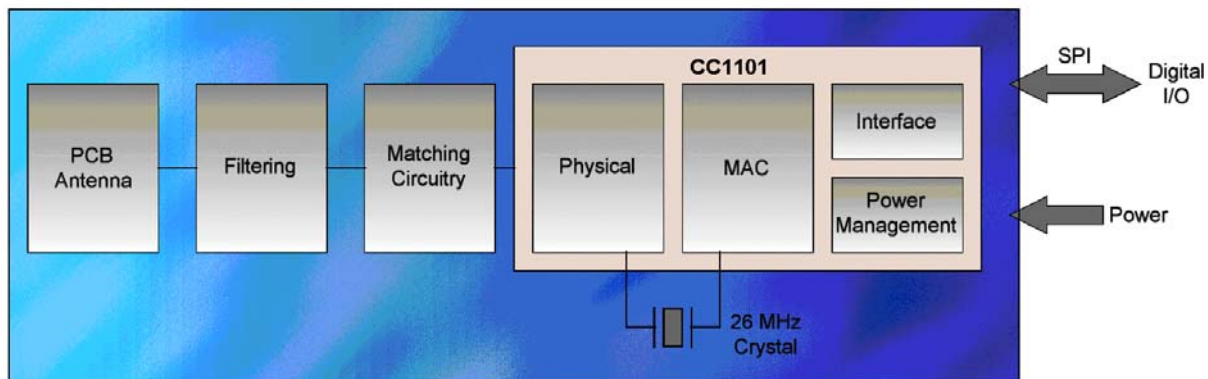 CC1101
PCB
Antenna
Filtering
Matching
Circuitry
Physical
MAC
Interface
Power
Management
26 MHz
Crystal
SPI
Digital
I/O
Power